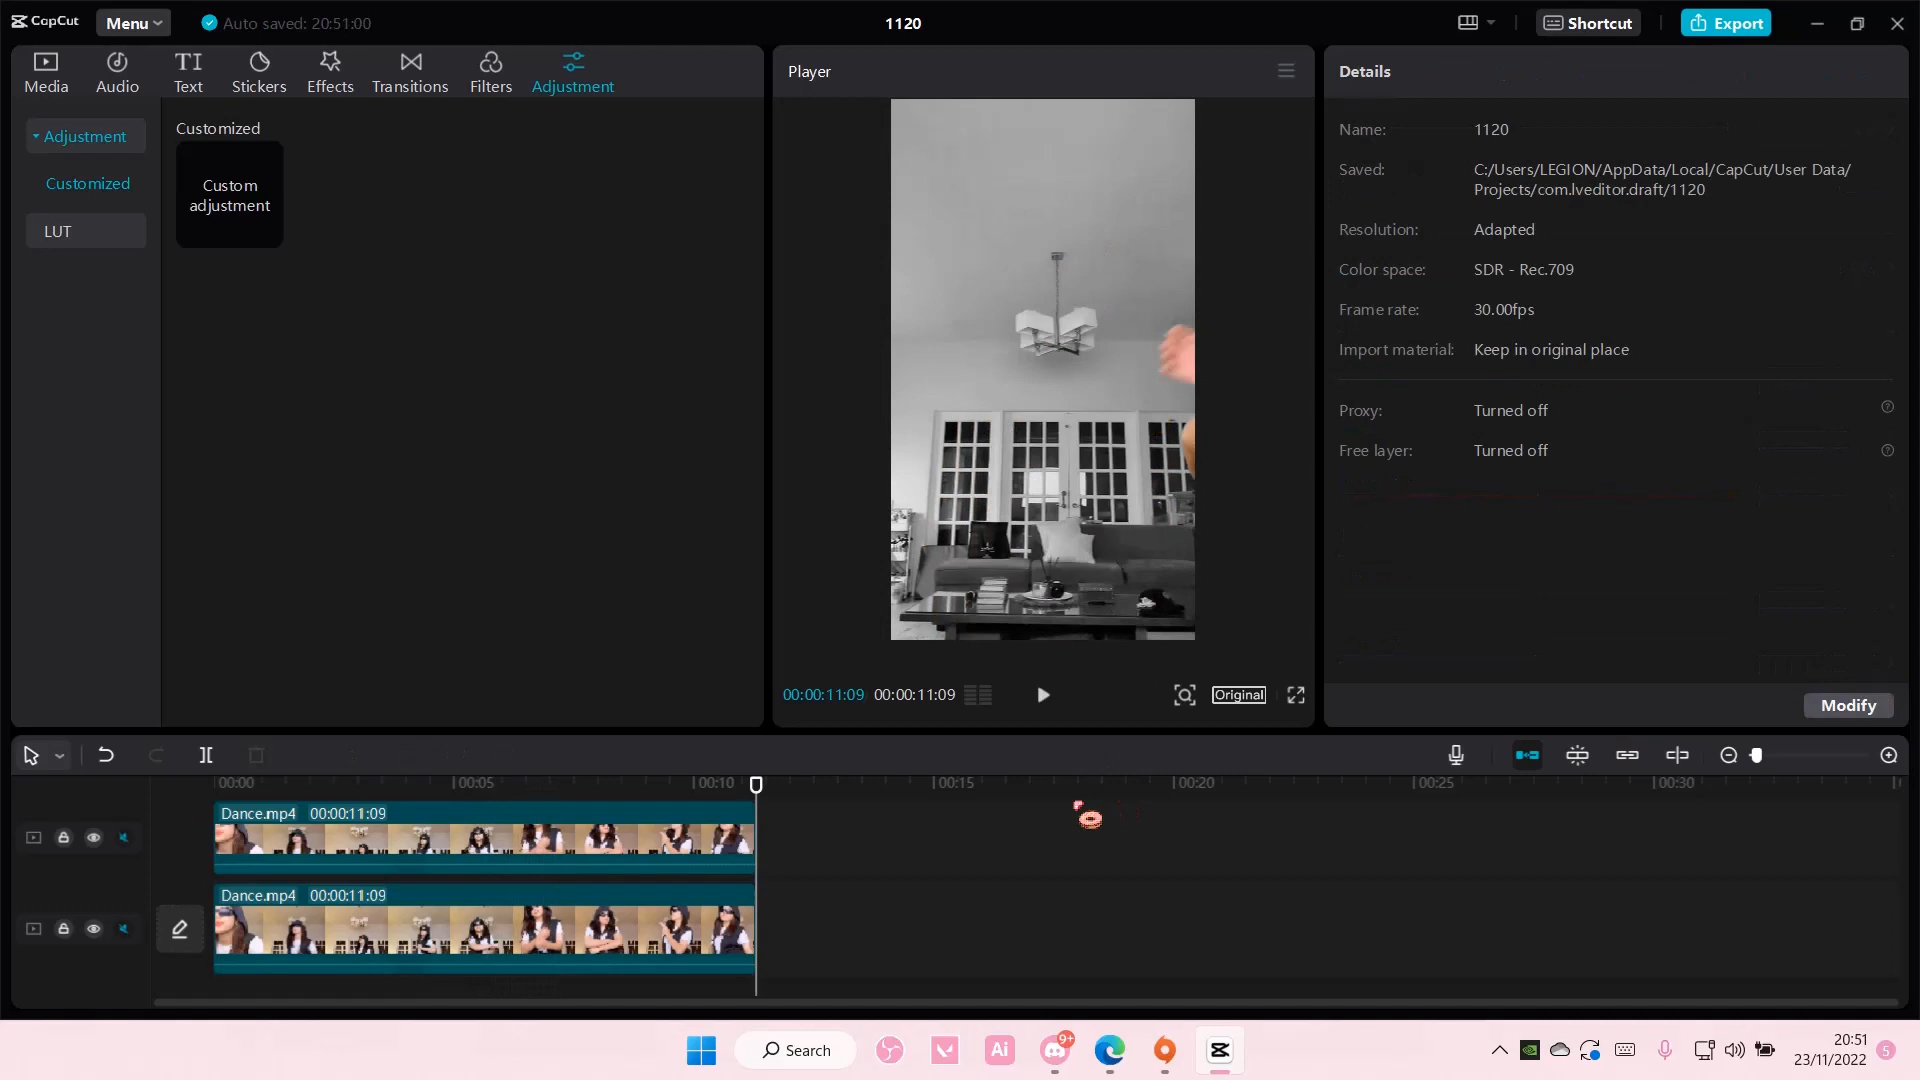 CapCut
Menu
Auto saved: 20:51:00
1120
Shortcut
Export
Media
Audio
TI
Text
Stickers
Effects
Transitions
Filters
Adjustment
Adjustment
Customized
LUT
Customized
Custom
adjustment
Player
00:00:11:09
00:00:11:09
Original
Details
Name:
1120
Saved:
C:/Users/LEGION/AppData/Local/CapCut/User Data/
Projects/com.lveditor.draft/1120
Resolution:
Adapted
Color space:
SDR - Rec.709
Frame rate:
30.00fps
Import material:
Keep in original place
Proxy:
Turned off
Free layer:
Turned off
Modify
00:00
00:05
00:10
00:15
00:20
00:25
00:30
Dance.mp4 00:00:11:09
Dance.mp4 00:00:11:09
Search
Ai
9+
20:51
23/11/2022
5